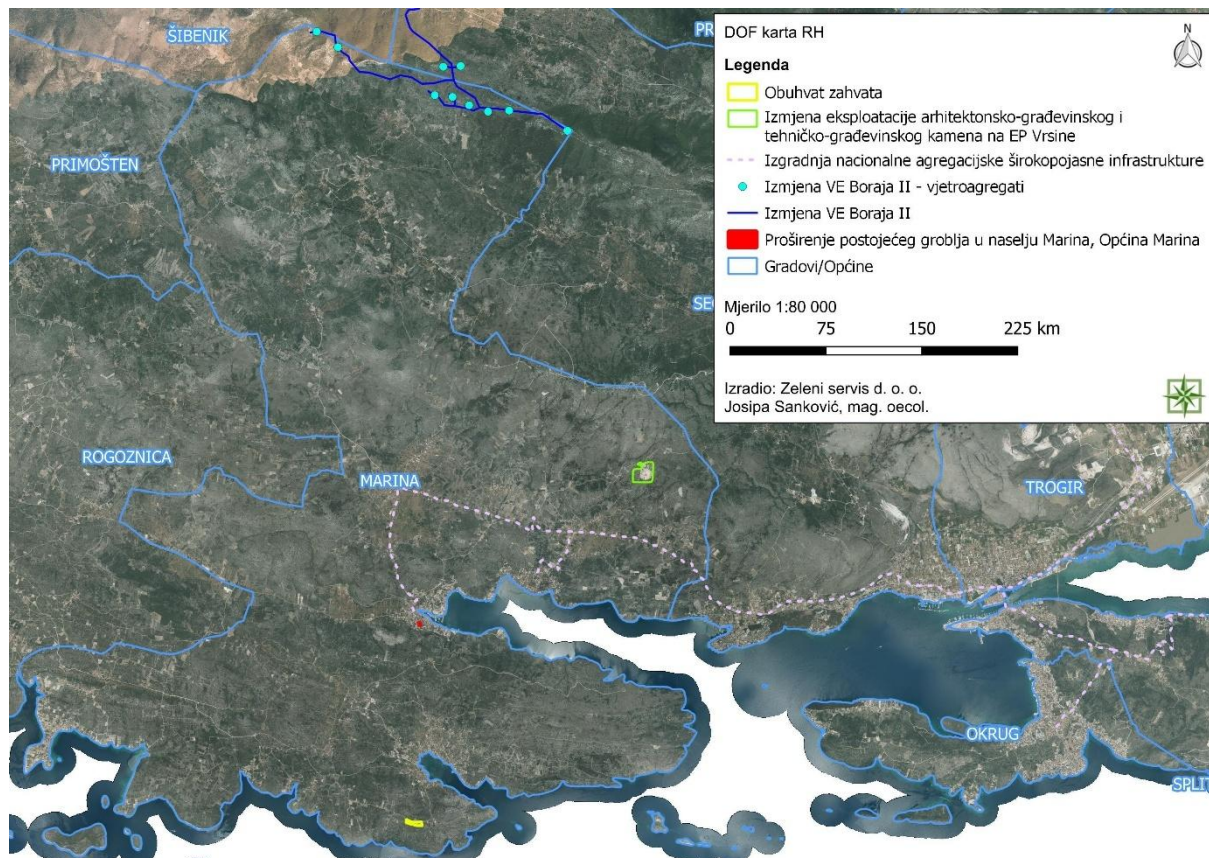 ŠIBENIK
PR
DOF karta RH
N
Legenda
Obuhvat zahvata
Izmjena eksploatacije arhitektonsko-građevinskog i
tehničko-građevinskog kamena na EP Vrsine
Izgradnja nacionalne agregacijske širokopojasne infrastrukture
Izmjena VE Boraja II - vjetroagregati
Izmjena VE Boraja II
Proširenje postojećeg groblja u naselju Marina, Općina Marina
Gradovi/Općine
Mjerilo 1:80 000
0 75 150 225 km
Izradio: Zeleni servis d. o. o.
Josipa Sanković, mag. oecol.
PRIMOŠTEN
SEG
ROGOZNICA
MARINA
TROGIR
OKRUG
SPLIT